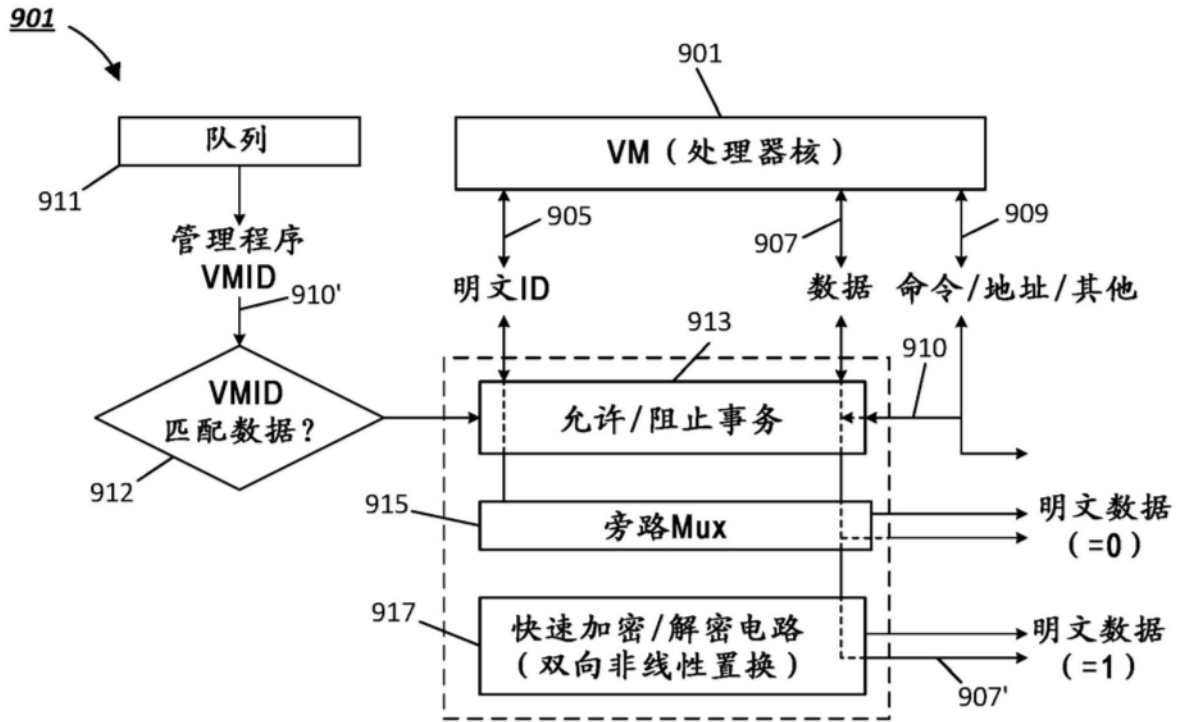 901
901
队列
VM（处理器核）
911
905
907
909
管理程序
VMID
910'
明文ID
数据
命令/地址/其他
913
910
VMID
匹配数据?
允许/阻止事务
912
915
旁路Mux
明文数据
(=0)
917
快速加密/解密电路
(双向非线性置换)
明文数据
(=1)
907'